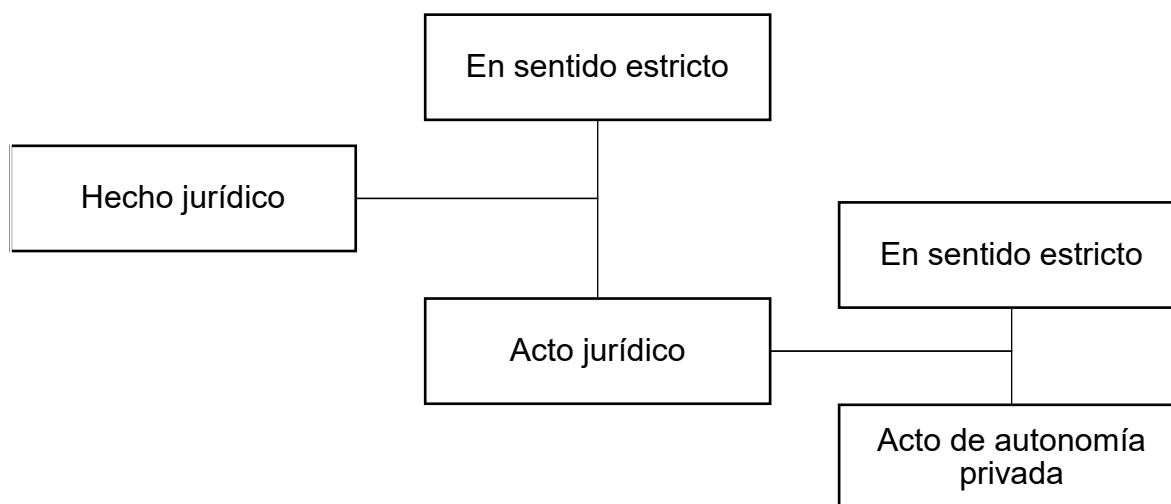 En sentido estricto
Hecho jurídico
En sentido estricto
Acto jurídico
Acto de autonomía
privada